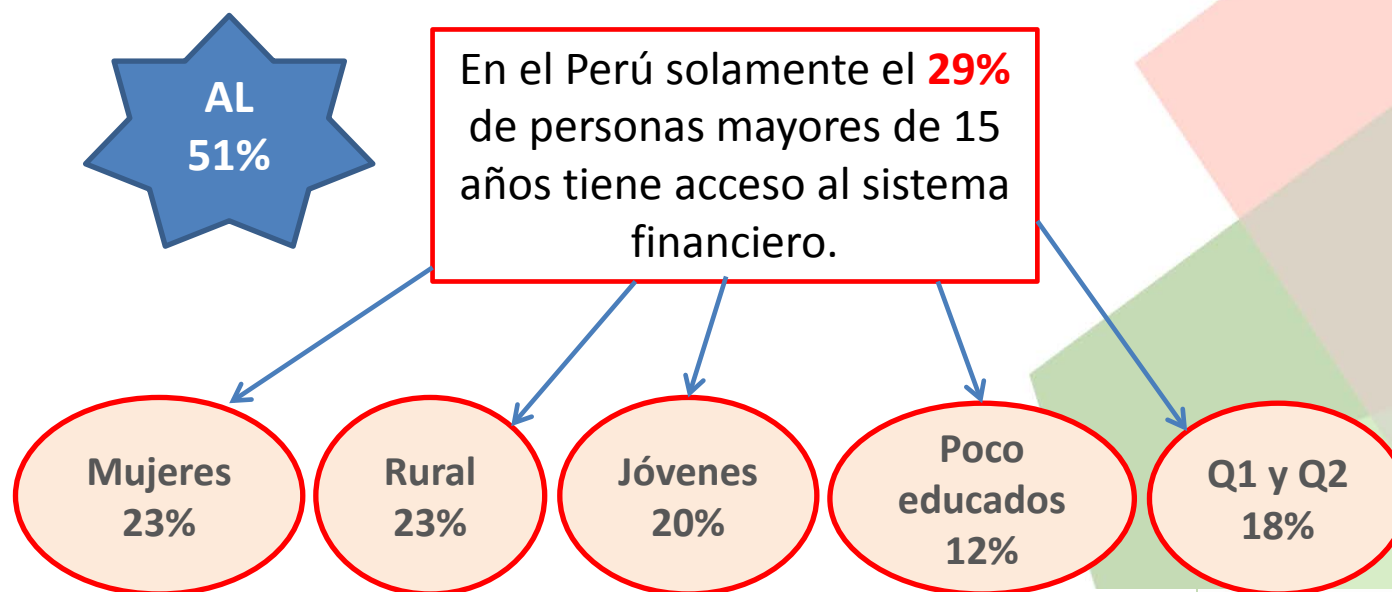 AL
51%
En el Perú solamente el 29%
de personas mayores de 15
años tiene acceso al sistema
financiero.
Mujeres
23%
Rural
23%
Jóvenes
20%
Poco
educados
12%
Q1 y Q2
18%